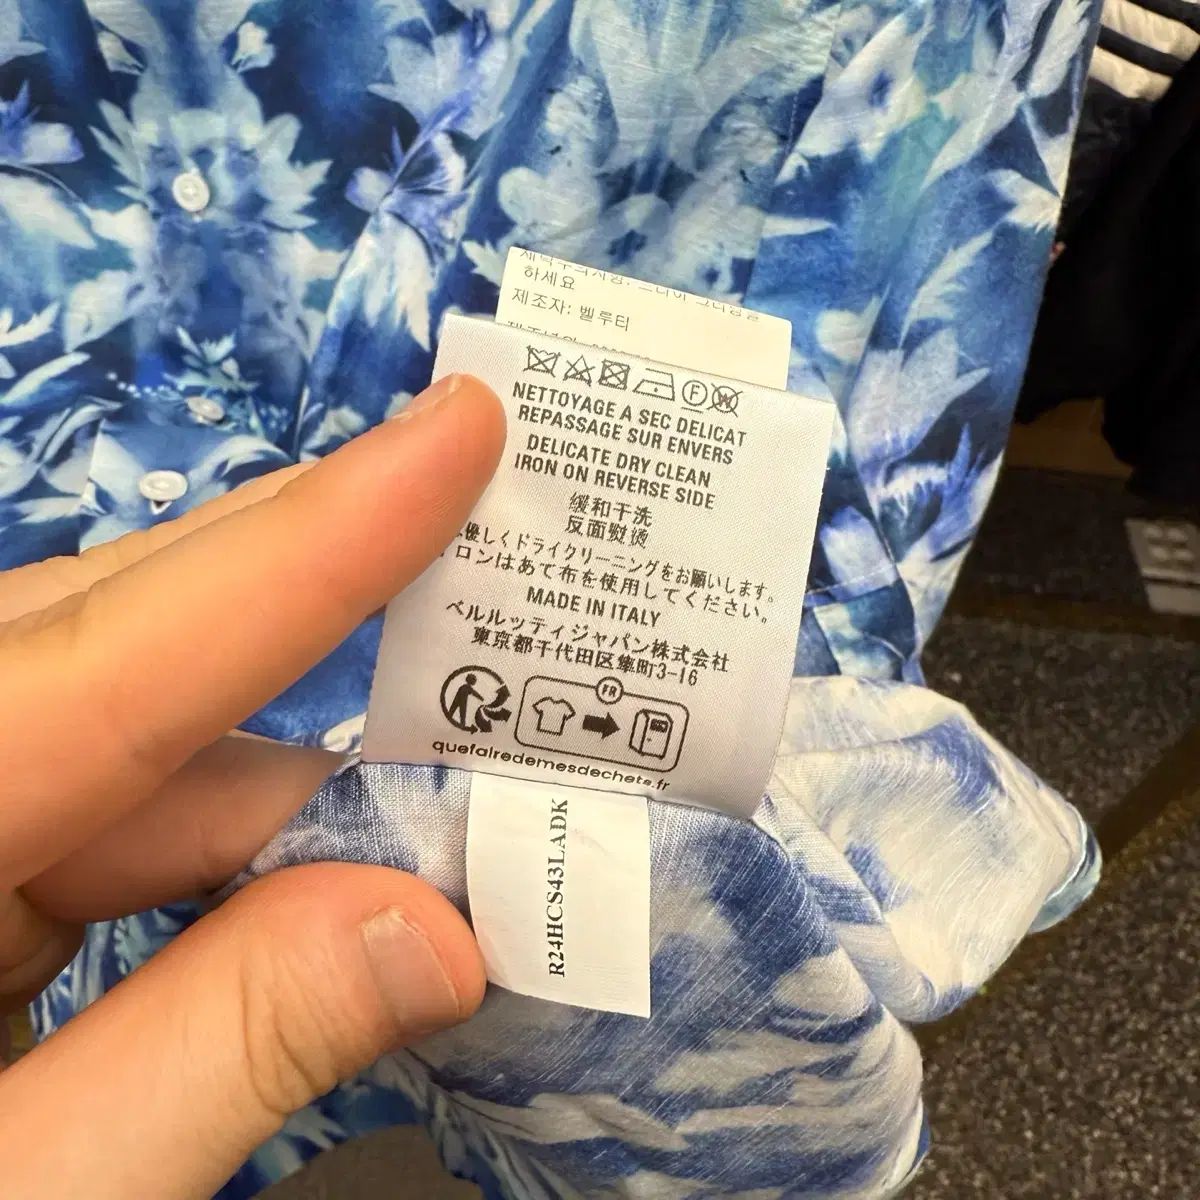 하세요
제조자: 벨루티
F W
NETTOYAGE A SEC DELICAT
REPASSAGE SUR ENVERS
DELICATE DRY CLEAN
IRON ON REVERSE SIDE
緩和干洗
反面熨烫
優しくドライクリーニングをお願いします。
ロンはあて布を使用してください。
MADE IN ITALY
ベルルッティジャパン株式会社
東京都千代田区隼町3-16
FR
quefairedemesdechets.fr
R24HCS43LADK